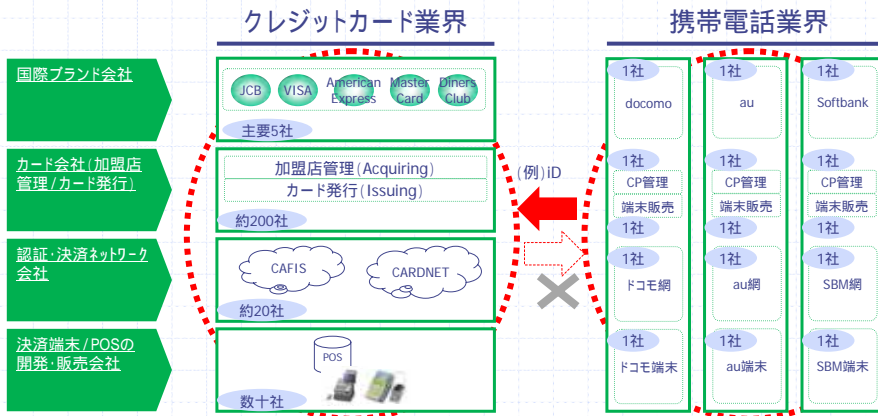 クレジットカード業界
携帯電話業界
国際ブランド会社
JCB
VISA
American
Express
Master
Card
Diners
Club
主要5社
カード会社(加盟店
管理/カード発行)
加盟店管理(Acquiring)
カード発行(Issuing)
約200社
(例)iD
認証・決済ネットワーク
会社
CAFIS
CARDNET
約20社
決済端末/POSの
開発・販売会社
POS
数十社
1社
docomo
1社
au
1社
Softbank
1社
CP管理
端末販売
1社
1社
CP管理
端末販売
1社
1社
CP管理
端末販売
1社
1社
ドコモ網
1社
au網
1社
SBM網
1社
ドコモ端末
1社
au端末
1社
SBM端末